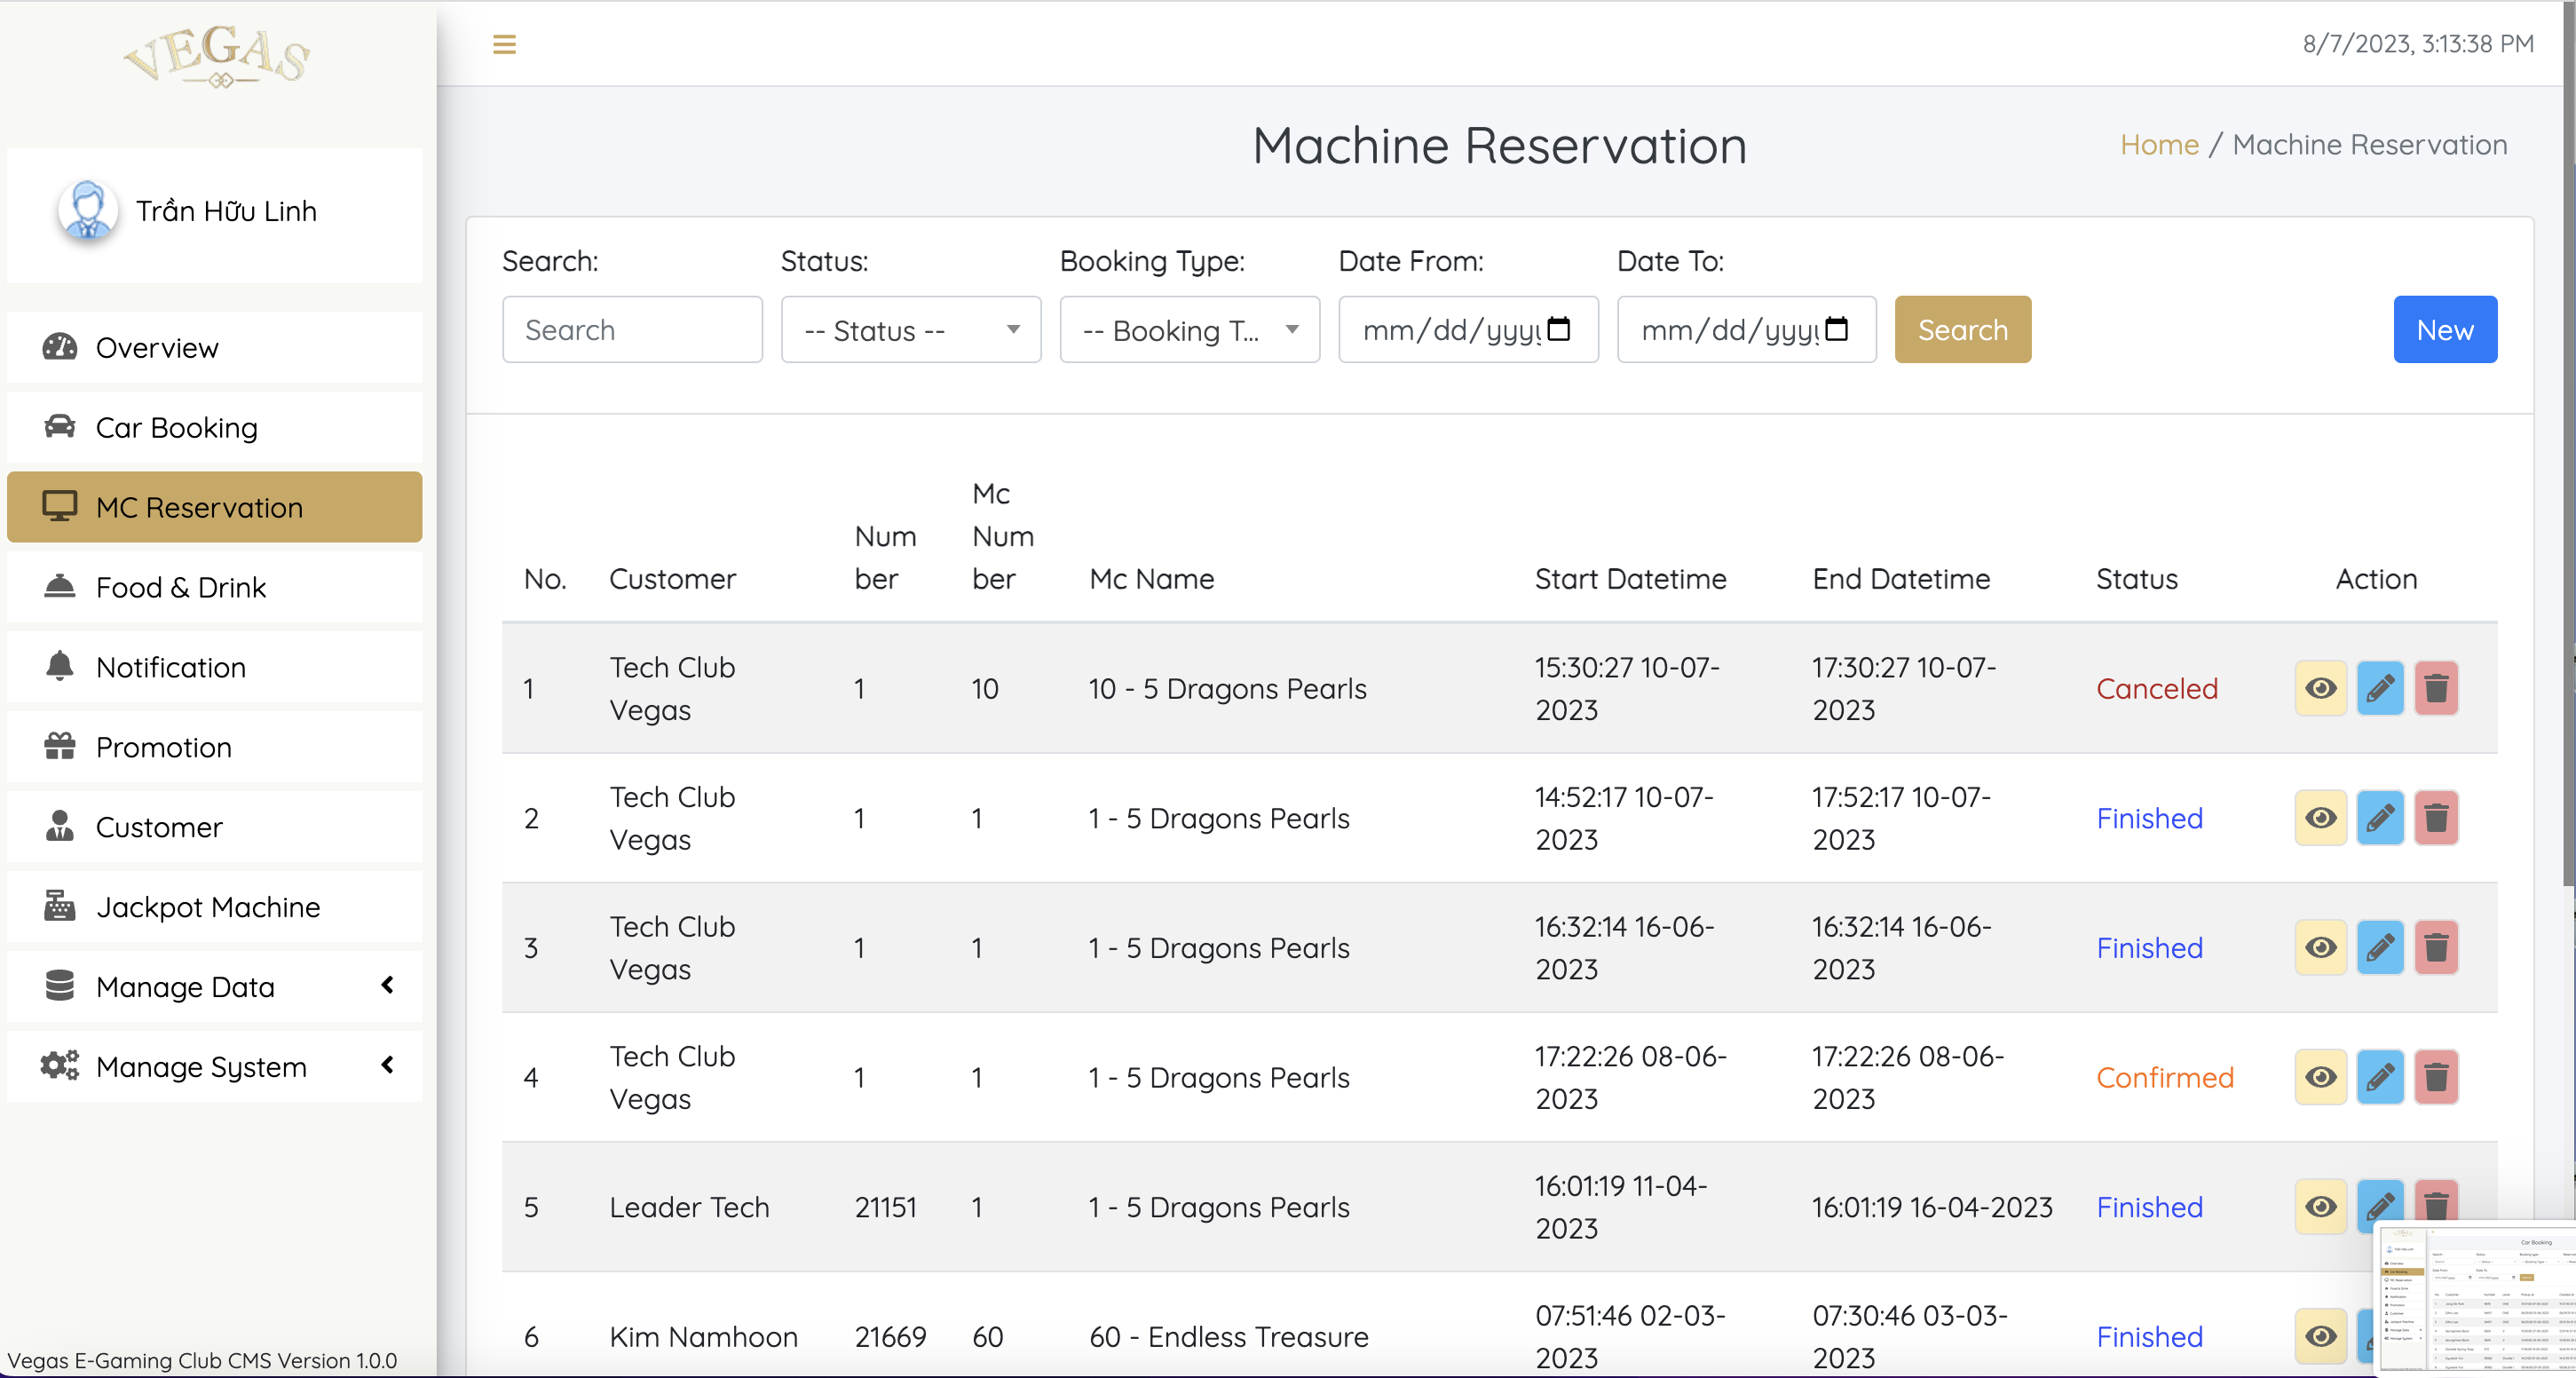 VEGAS
Trần Hữu Linh
Overview
Car Booking
MC Reservation
Food & Drink
Notification
Promotion
Customer
Jackpot Machine
Manage Data
Manage System
Vegas E-Gaming Club CMS Version 1.0.0
8/7/2023, 3:13:38 PM
Machine Reservation
Home / Machine Reservation
Search: Status: Booking Type: Date From: Date To:
Search -- Status -- -- Booking T... mm/dd/yyyy mm/dd/yyyy Search New
Mc
Num Num
No. Customer ber ber Mc Name Start Datetime End Datetime Status Action
Tech Club 15:30:27 10-07- 17:30:27 10-07-
1 1 10 10 - 5 Dragons Pearls Canceled
Vegas 2023 2023
Tech Club 14:52:17 10-07- 17:52:17 10-07-
2 1 1 1 - 5 Dragons Pearls Finished
Vegas 2023 2023
Tech Club 16:32:14 16-06- 16:32:14 16-06-
3 1 1 1 - 5 Dragons Pearls Finished
Vegas 2023 2023
Tech Club 17:22:26 08-06- 17:22:26 08-06-
4 1 1 1 - 5 Dragons Pearls Confirmed
Vegas 2023 2023
16:01:19 11-04-
5 Leader Tech 21151 1 1 - 5 Dragons Pearls 16:01:19 16-04-2023 Finished
2023
07:51:46 02-03- 07:30:46 03-03-
6 Kim Namhoon 21669 60 60 - Endless Treasure Finished
2023 2023
Car Booking